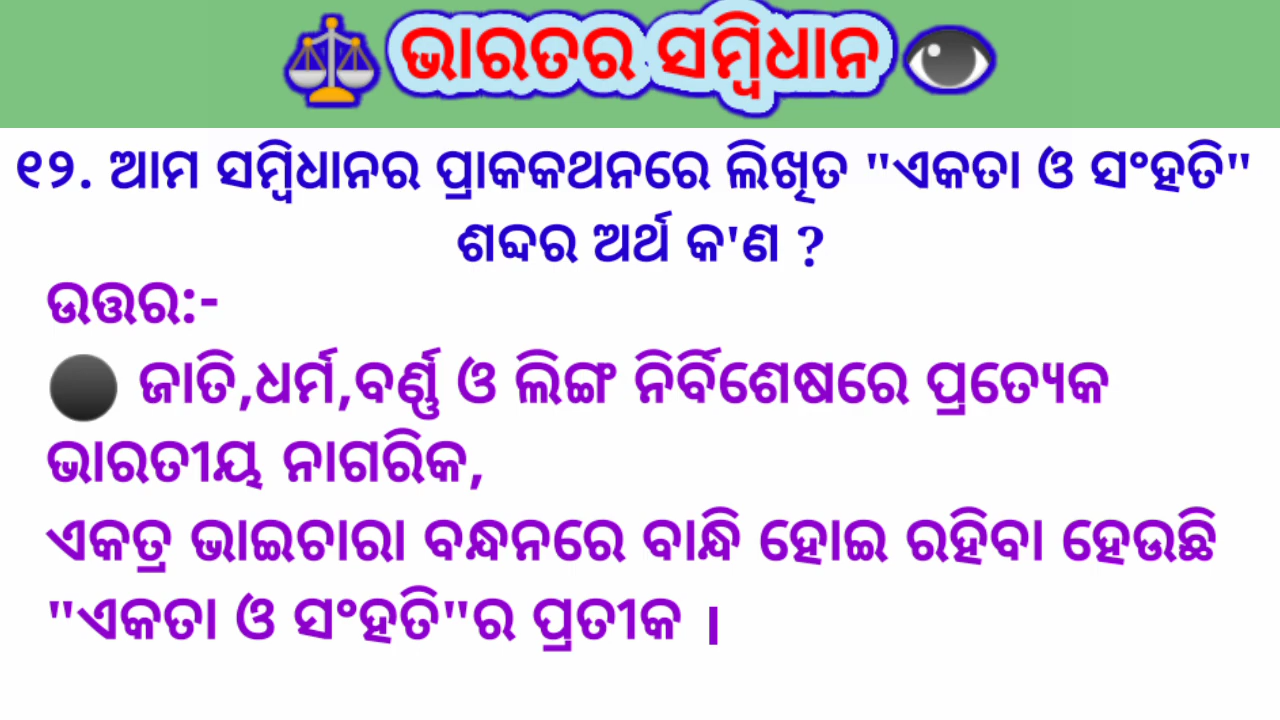 ଭାରତର ସମ୍ବିଧାନ
୧୨. ଆମ ସମ୍ବିଧାନର ପ୍ରାକକଥନରେ ଲିଖିତ "ଏକତା ଓ ସଂହତି"
ଶବ୍ଦର ଅର୍ଥ କ'ଣ ?
ଉତ୍ତର:-
⚫ ଜାତି,ଧର୍ମ,ବର୍ଣ୍ଣ ଓ ଲିଙ୍ଗ ନିର୍ବିଶେଷରେ ପ୍ରତ୍ୟେକ
ଭାରତୀୟ ନାଗରିକ,
ଏକତ୍ର ଭାଇଚାରା ବନ୍ଧନରେ ବାନ୍ଧି ହୋଇ ରହିବା ହେଉଛି
"ଏକତା ଓ ସଂହତି"ର ପ୍ରତୀକ ।